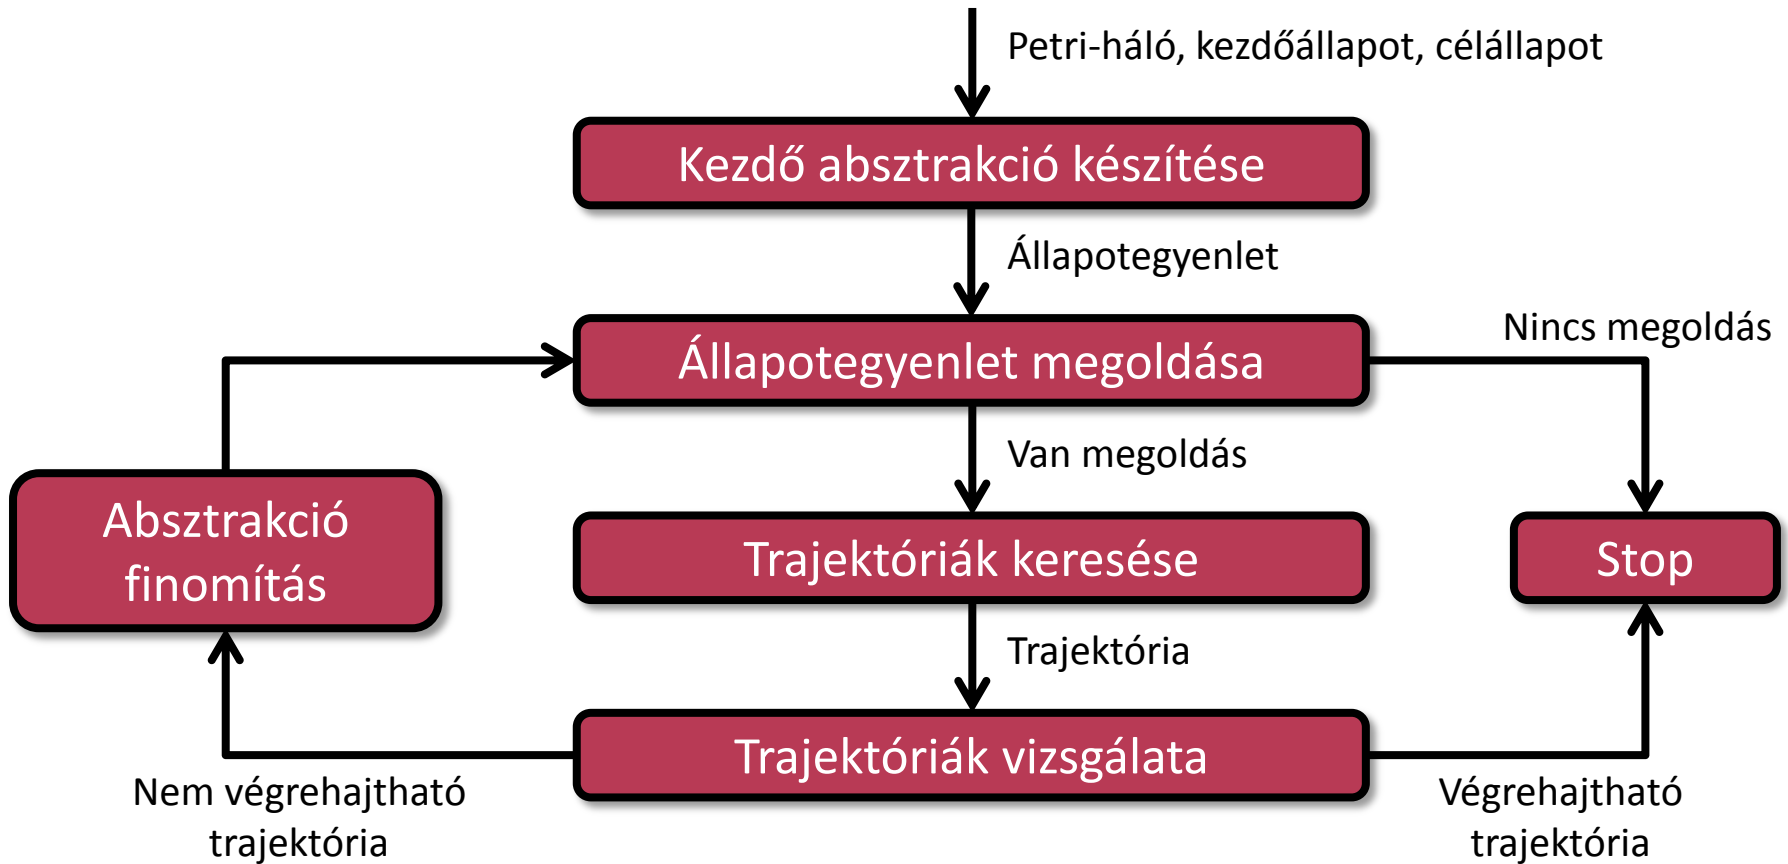 Petri-háló, kezdőállapot, célállapot
Kezdő absztrakció készítése
Állapotegyenlet
Nincs megoldás
Állapotegyenlet megoldása
Van megoldás
Absztrakció
finomítás
Trajektóriák keresése
Stop
Trajektória
Trajektóriák vizsgálata
Nem végrehajtható
trajektória
Végrehajtható
trajektória